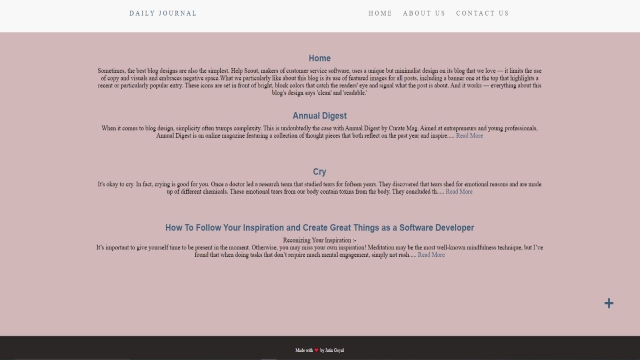 DAILY JOURNAL
HOME ABOUT US CONTACT US
Home
Sometimes, the best blog designs are also the simplest. Help Scout, makers of customer service software, uses a unique but minimalist design on its blog that we love — it limits the use
of copy and visuals and embraces negative space.What we particularly like about this blog is its use of featured images for all posts, including a banner one at the top that highlights a
recent or particularly popular entry. These icons are set in front of bright, block colors that catch the readers' eye and signal what the post is about. And it works — everything about this
blog's design says 'clean' and 'readable.'
Annual Digest
When it comes to blog design, simplicity often trumps complexity. This is undoubtedly the case with Annual Digest by Curate Mag. Aimed at entrepreneurs and young professionals,
Annual Digest is an online magazine featuring a collection of thought pieces that both reflect on the past year and inspire.... Read More
Cry
It's okay to cry. In fact, crying is good for you. Once a doctor led a research team that studied tears for fifteen years. They discovered that tears shed for emotional reasons and are made
up of different chemicals. These emotional tears from our body contain toxins from the body. They concluded th.... Read More
How To Follow Your Inspiration and Create Great Things as a Software Developer
Recognizing Your Inspiration :-
It's important to give yourself time to be present in the moment. Otherwise, you may miss your own inspiration! Meditation may be the most well-known mindfulness technique, but I've
found that when doing tasks that don't require much mental engagement, simply not rush.... Read More
+
Made with ❤ by Jatin Goyal